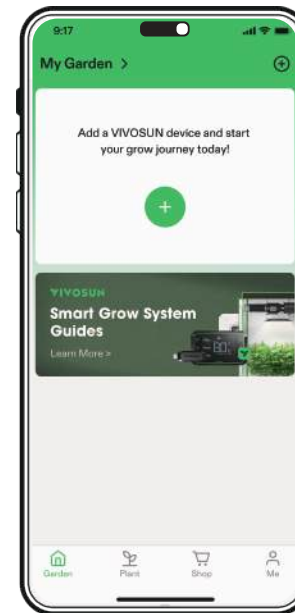 9:17
My Garden >
Add a VIVOSUN device and start
your grow journey today!
VIVOSUN
Smart Grow System
Guides
Learn More >
80
Garden
Plant
Shop
Me